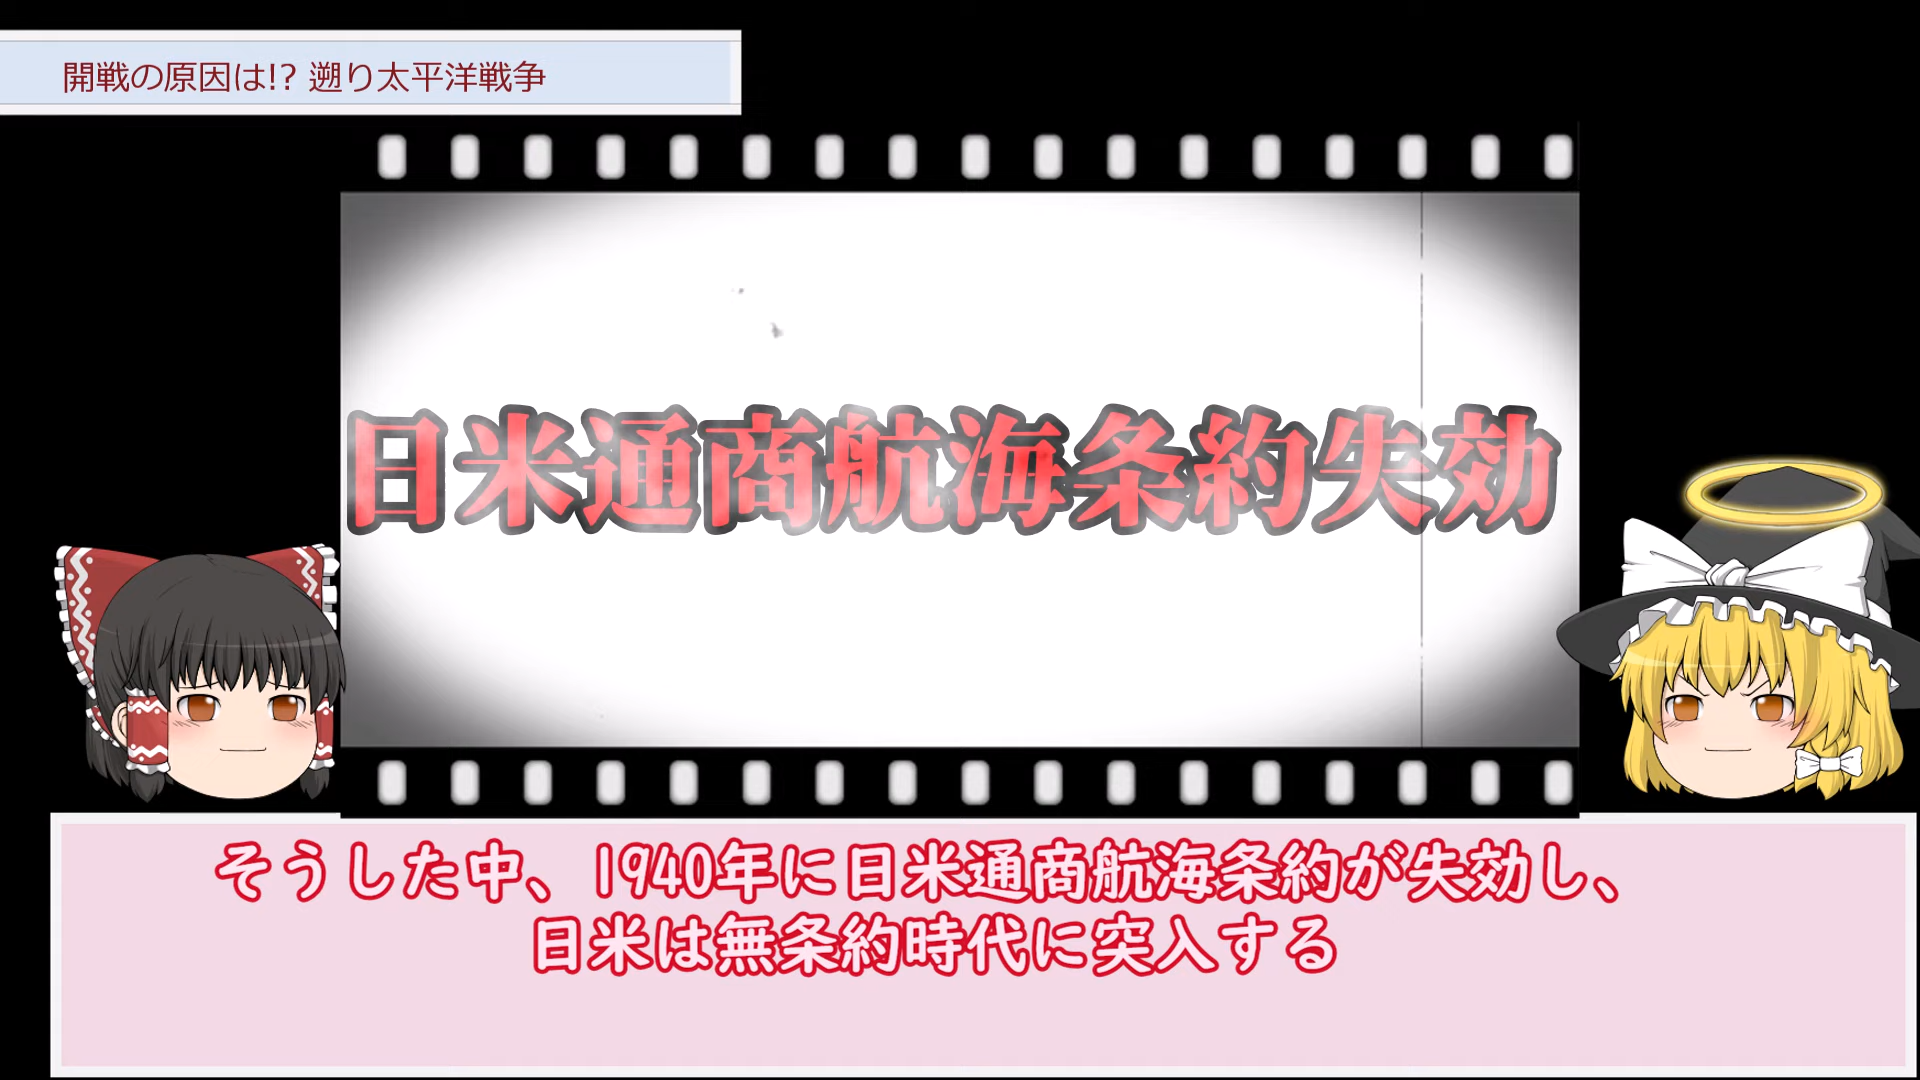 開戦の原因は!? 遡り太平洋戦争
日米通商航海条約失効
そうした中、1940年に日米通商航海条約が失効し、
日米は無条約時代に突入する